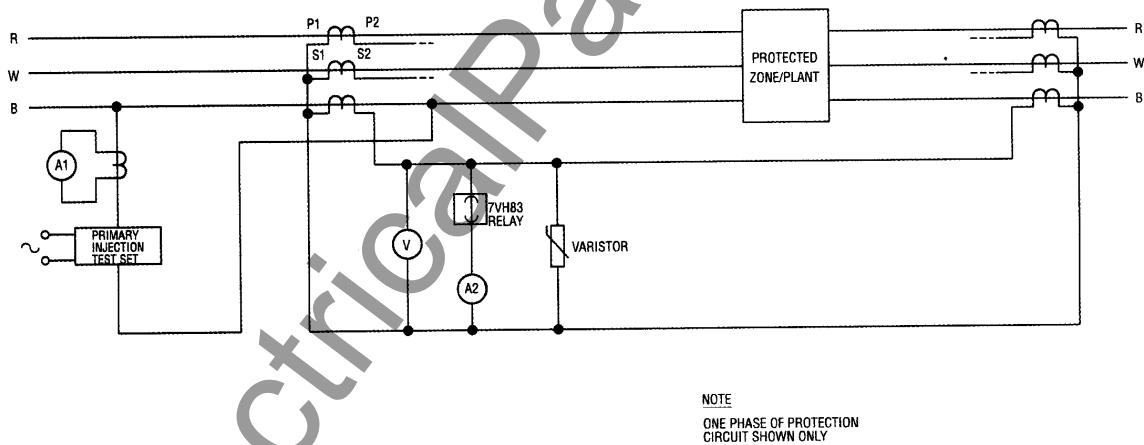 P1 P2
R R
S1 S2
W W
B B
PROTECTED
ZONE/PLANT
A1
PRIMARY
INJECTION
TEST SET
V
7VH83
RELAY
A2
VARISTOR
NOTE
ONE PHASE OF PROTECTION
CIRCUIT SHOWN ONLY
ctricalPa